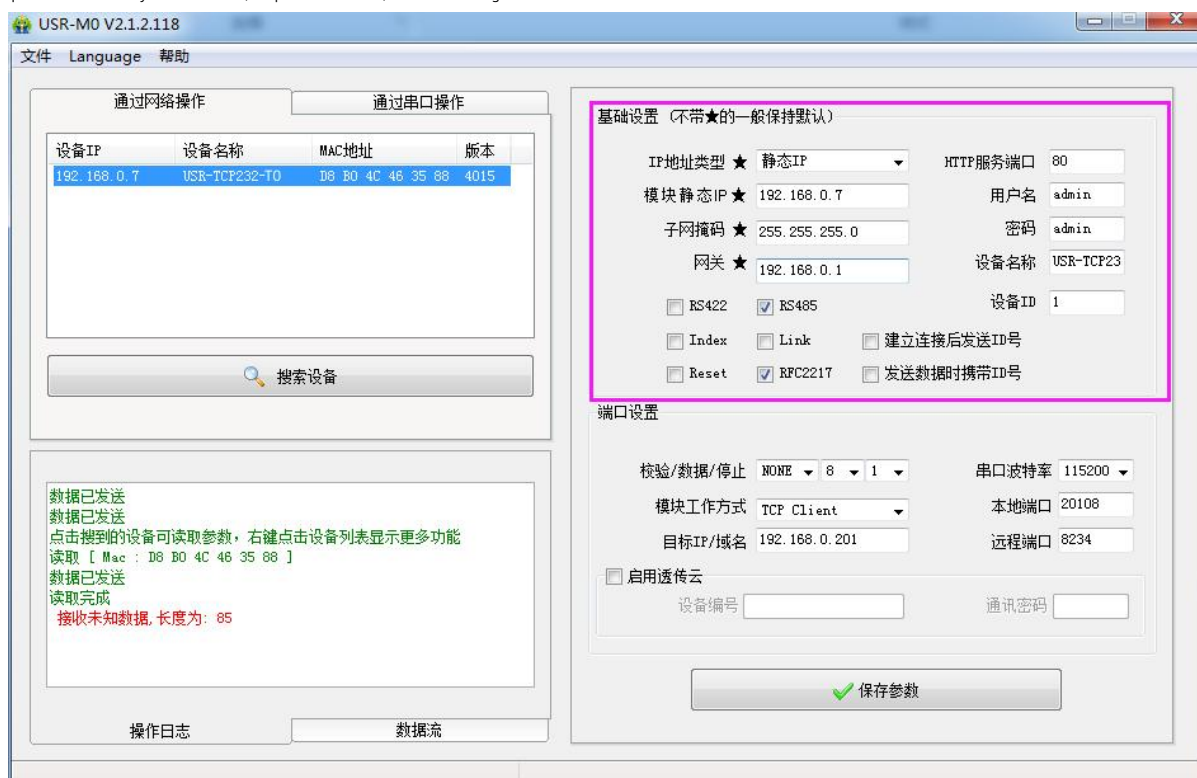 USR-M0 V2.1.2.118
文件 Language 帮助
通过网络操作 通过串口操作
设备IP 设备名称 MAC地址 版本
192.168.0.7 USR-TCP232-T0 D8 B0 4C 46 35 88 4015
搜索设备
数据已发送
数据已发送
点击搜到的设备可读取参数，右键点击设备列表显示更多功能
读取 [ Mac : D8 B0 4C 46 35 88 ]
数据已发送
读取完成
接收未知数据,长度为: 85
操作日志 数据流
基础设置 (不带★的一般保持默认)
IP地址类型 ★ 静态IP HTTP服务端口 80
模块静态IP★ 192.168.0.7 用户名 admin
子网掩码 ★ 255.255.255.0 密码 admin
网关 ★ 192.168.0.1 设备名称 USR-TCP23
RS422 RS485 设备ID 1
Index Link 建立连接后发送ID号
Reset RFC2217 发送数据时携带ID号
端口设置
校验/数据/停止 NONE 8 1 串口波特率 115200
模块工作方式 TCP Client 本地端口 20108
目标IP/域名 192.168.0.201 远程端口 8234
启用透传云
设备编号 通讯密码
保存参数